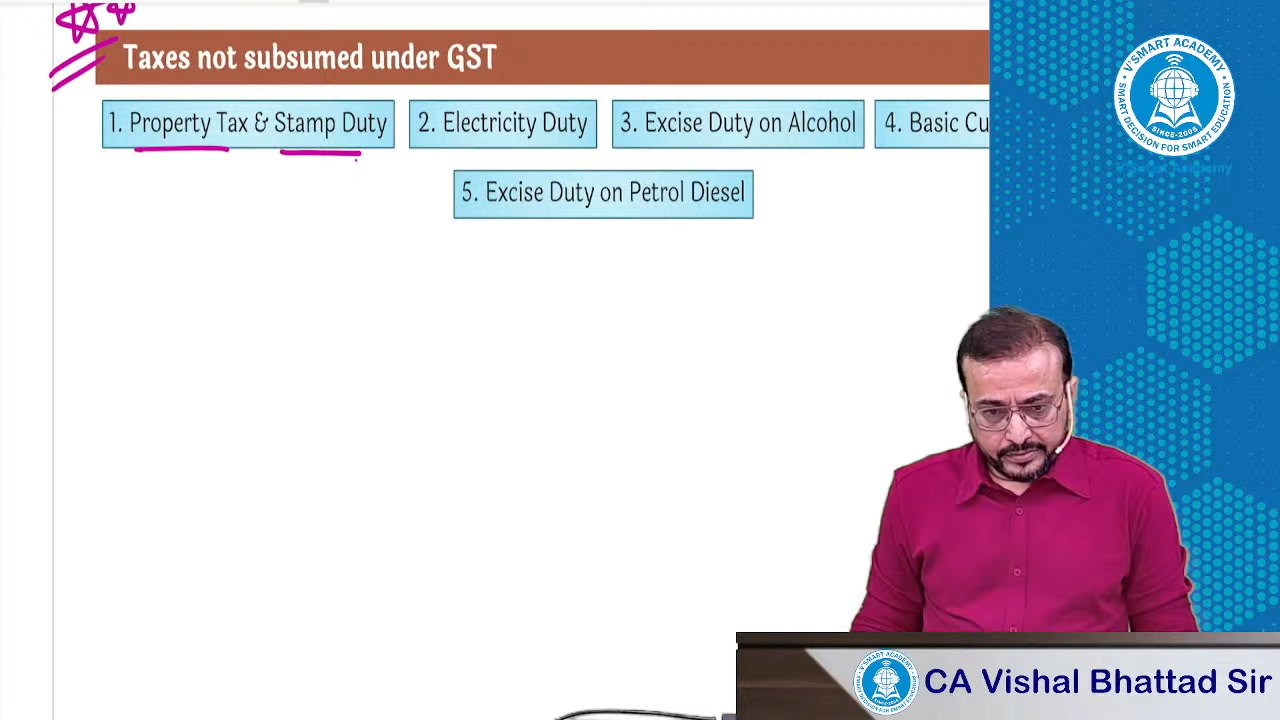 Taxes not subsumed under GST
1. Property Tax & Stamp Duty
2. Electricity Duty
3. Excise Duty on Alcohol
4. Basic Cu
5. Excise Duty on Petrol Diesel
V'SMART ACADEMY
SMART DECISION FOR SMART EDUCATION
SINCE-2005
V'Smart Academy
CA Vishal Bhattad Sir